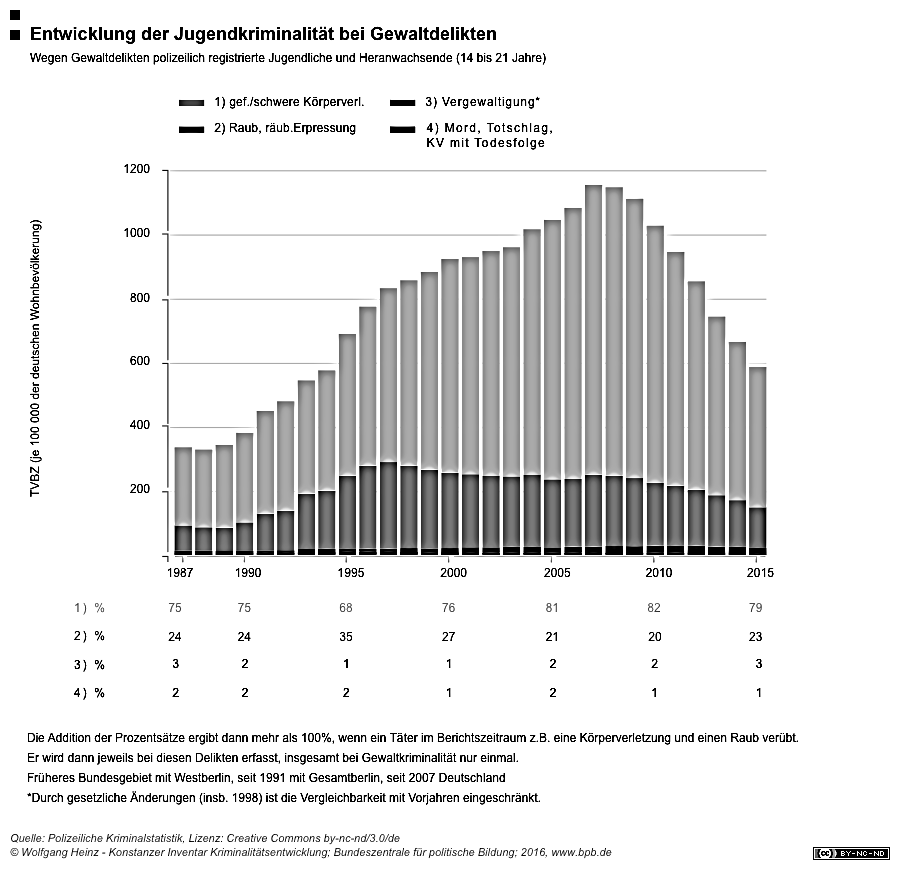 Entwicklung der Jugendkriminalität bei Gewaltdelikten
Wegen Gewaltdelikten polizeilich registrierte Jugendliche und Heranwachsende (14 bis 21 Jahre)
1) gef./schwere Körperverl.
3) Vergewaltigung*
2) Raub, räub.Erpressung
4) Mord, Totschlag,
KV mit Todesfolge
TVBZ (je 100 000 der deutschen Wohnbevölkerung)
1200
1000
800
600
400
200
1987 1990 1995 2000 2005 2010 2015
1) % 75 75 68 76 81 82 79
2) % 24 24 35 27 21 20 23
3) % 3 2 1 1 2 2 3
4) % 2 2 2 1 2 1 1
Die Addition der Prozentsätze ergibt dann mehr als 100%, wenn ein Täter im Berichtszeitraum z.B. eine Körperverletzung und einen Raub verübt.
Er wird dann jeweils bei diesen Delikten erfasst, insgesamt bei Gewaltkriminalität nur einmal.
Früheres Bundesgebiet mit Westberlin, seit 1991 mit Gesamtberlin, seit 2007 Deutschland
*Durch gesetzliche Änderungen (insb. 1998) ist die Vergleichbarkeit mit Vorjahren eingeschränkt.
Quelle: Polizeiliche Kriminalstatistik, Lizenz: Creative Commons by-nc-nd/3.0/de
© Wolfgang Heinz - Konstanzer Inventar Kriminalitätsentwicklung; Bundeszentrale für politische Bildung; 2016, www.bpb.de
(cc) BY-NC-ND